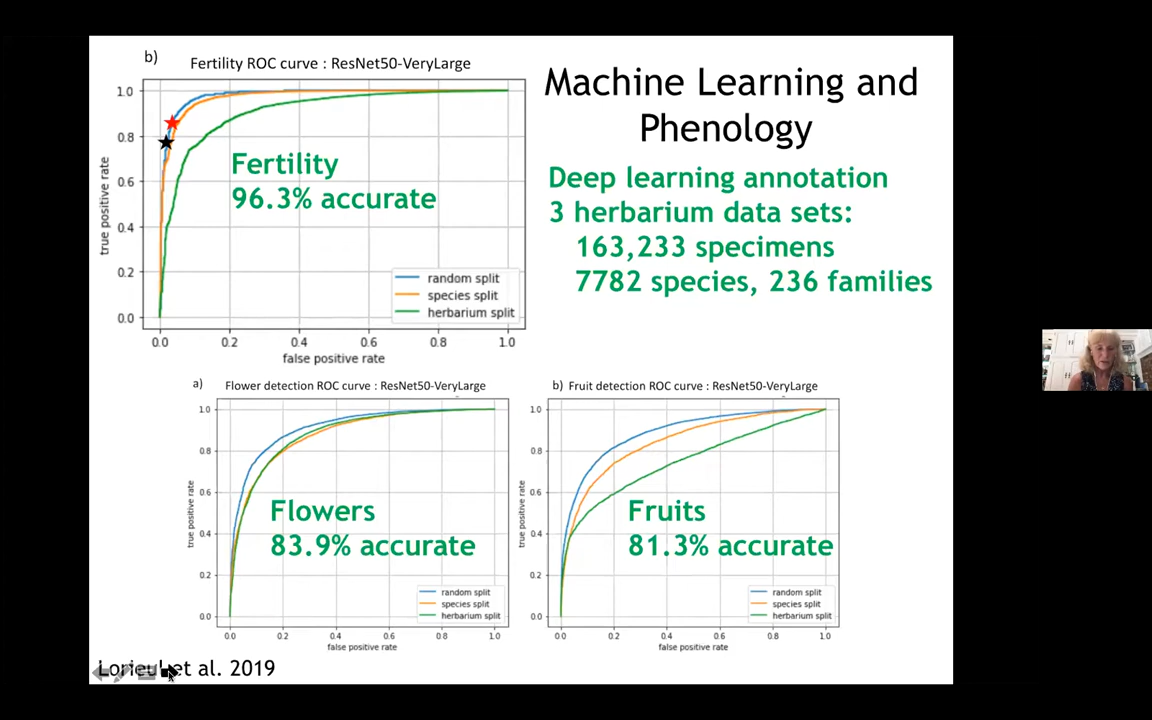 b)
Fertility ROC curve : ResNet50-VeryLarge
1.0
0.8
0.6
0.4
0.2
0.0
true positive rate
0.0 0.2 0.4 0.6 0.8 1.0
false positive rate
Fertility
96.3% accurate
random split
species split
herbarium split
Machine Learning and
Phenology
Deep learning annotation
3 herbarium data sets:
163,233 specimens
7782 species, 236 families
a) Flower detection ROC curve : ResNet50-VeryLarge
1.0
0.8
0.6
0.4
0.2
0.0
true positive rate
0.0 0.2 0.4 0.6 0.8 1.0
false positive rate
Flowers
83.9% accurate
random split
species split
herbarium split
b) Fruit detection ROC curve : ResNet50-VeryLarge
1.0
0.8
0.6
0.4
0.2
0.0
true positive rate
0.0 0.2 0.4 0.6 0.8 1.0
false positive rate
Fruits
81.3% accurate
random split
species split
herbarium split
Lorieul et al. 2019